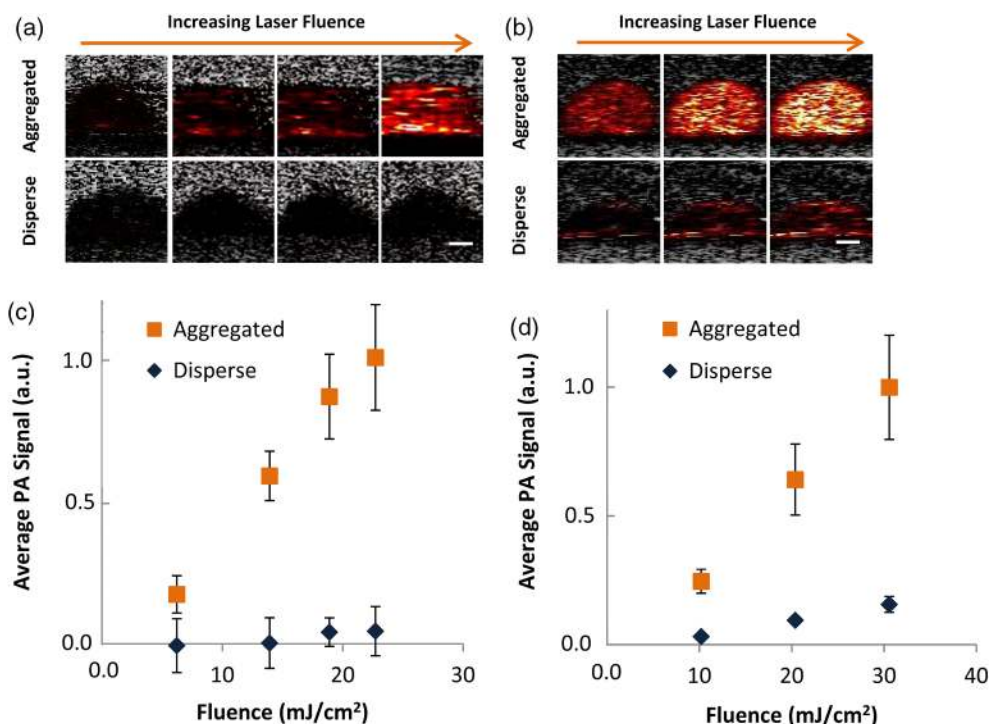 (a)
Increasing Laser Fluence
Aggregated
Disperse
(b)
Increasing Laser Fluence
Aggregated
Disperse
(c)
Aggregated
Disperse
Average PA Signal (a.u.)
1.0
0.5
0.0
0.0 10 20 30
Fluence (mJ/cm²)
(d)
Aggregated
Disperse
Average PA Signal (a.u.)
1.0
0.5
0.0
0.0 10 20 30 40
Fluence (mJ/cm²)